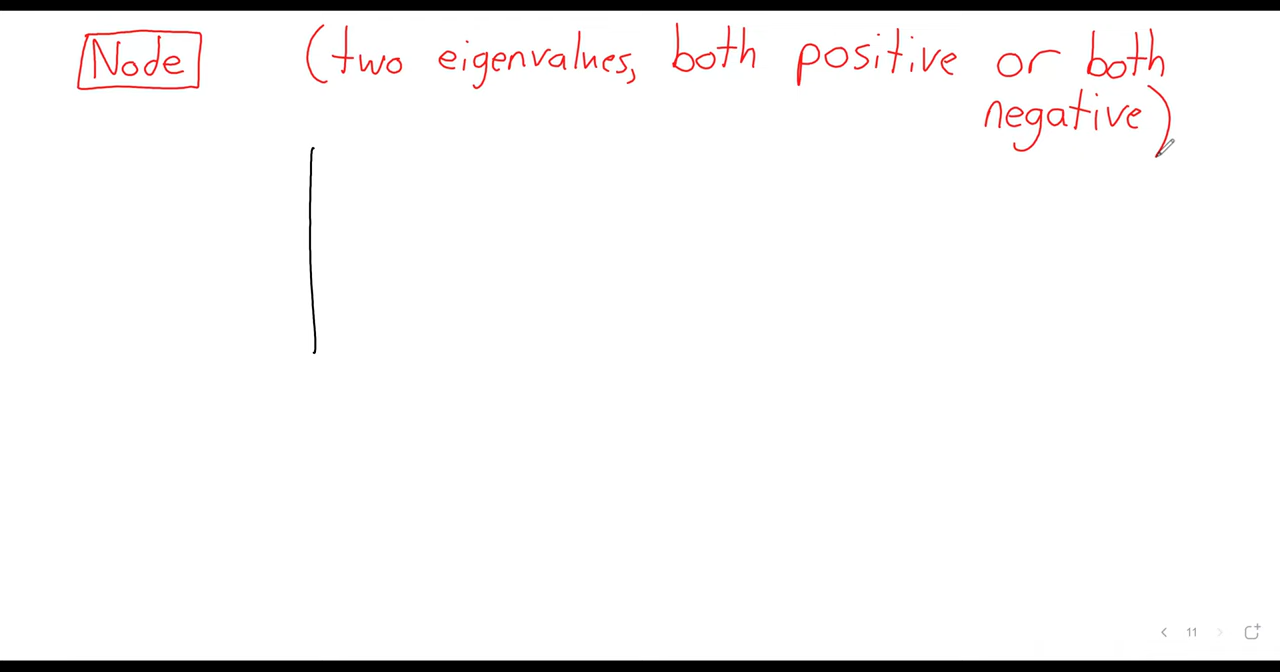 Node (two eigenvalues, both positive or both
negative)
11